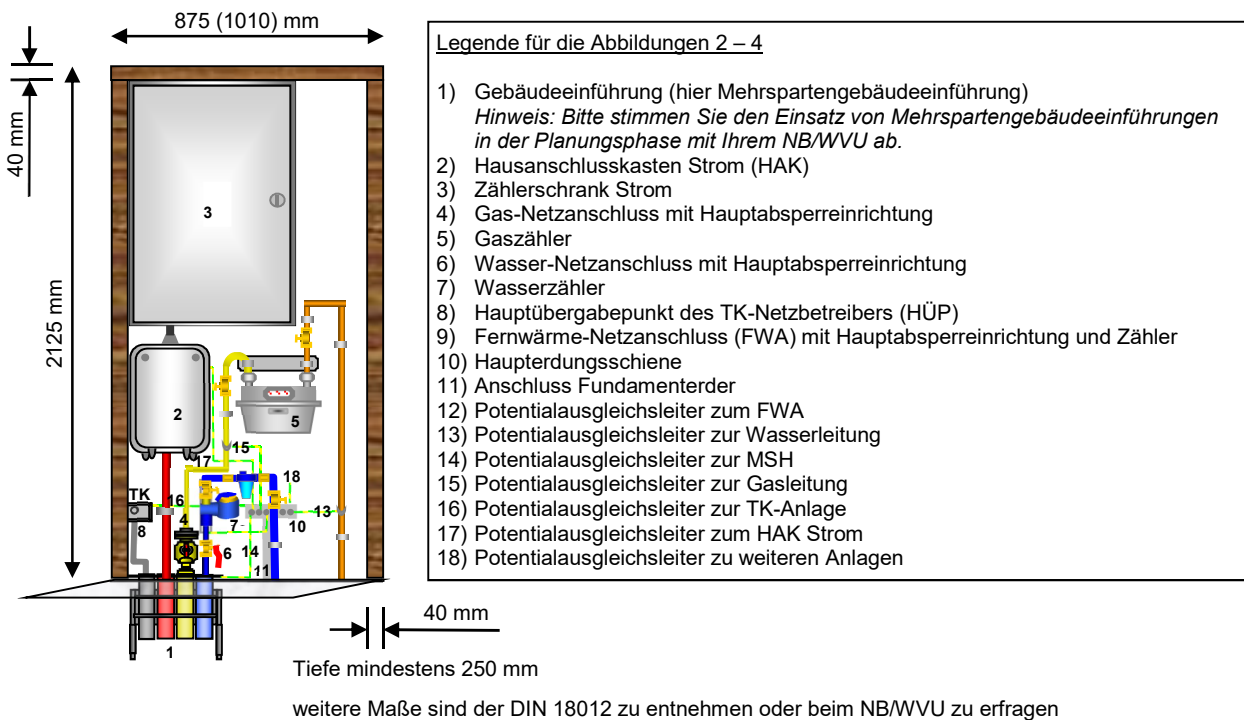 875 (1010) mm
40 mm
2125 mm
3
2
5
15
17
18
TK
16
4
13
8
7
10
6
14
11
1
40 mm
Tiefe mindestens 250 mm
weitere Maße sind der DIN 18012 zu entnehmen oder beim NB/WVU zu erfragen
Legende für die Abbildungen 2 – 4
1) Gebäudeeinführung (hier Mehrspartengebäudeeinführung)
Hinweis: Bitte stimmen Sie den Einsatz von Mehrspartengebäudeeinführungen
in der Planungsphase mit Ihrem NB/WVU ab.
2) Hausanschlusskasten Strom (HAK)
3) Zählerschrank Strom
4) Gas-Netzanschluss mit Hauptabsperreinrichtung
5) Gaszähler
6) Wasser-Netzanschluss mit Hauptabsperreinrichtung
7) Wasserzähler
8) Hauptübergabepunkt des TK-Netzbetreibers (HÜP)
9) Fernwärme-Netzanschluss (FWA) mit Hauptabsperreinrichtung und Zähler
10) Haupterdungsschiene
11) Anschluss Fundamenterder
12) Potentialausgleichsleiter zum FWA
13) Potentialausgleichsleiter zur Wasserleitung
14) Potentialausgleichsleiter zur MSH
15) Potentialausgleichsleiter zur Gasleitung
16) Potentialausgleichsleiter zur TK-Anlage
17) Potentialausgleichsleiter zum HAK Strom
18) Potentialausgleichsleiter zu weiteren Anlagen